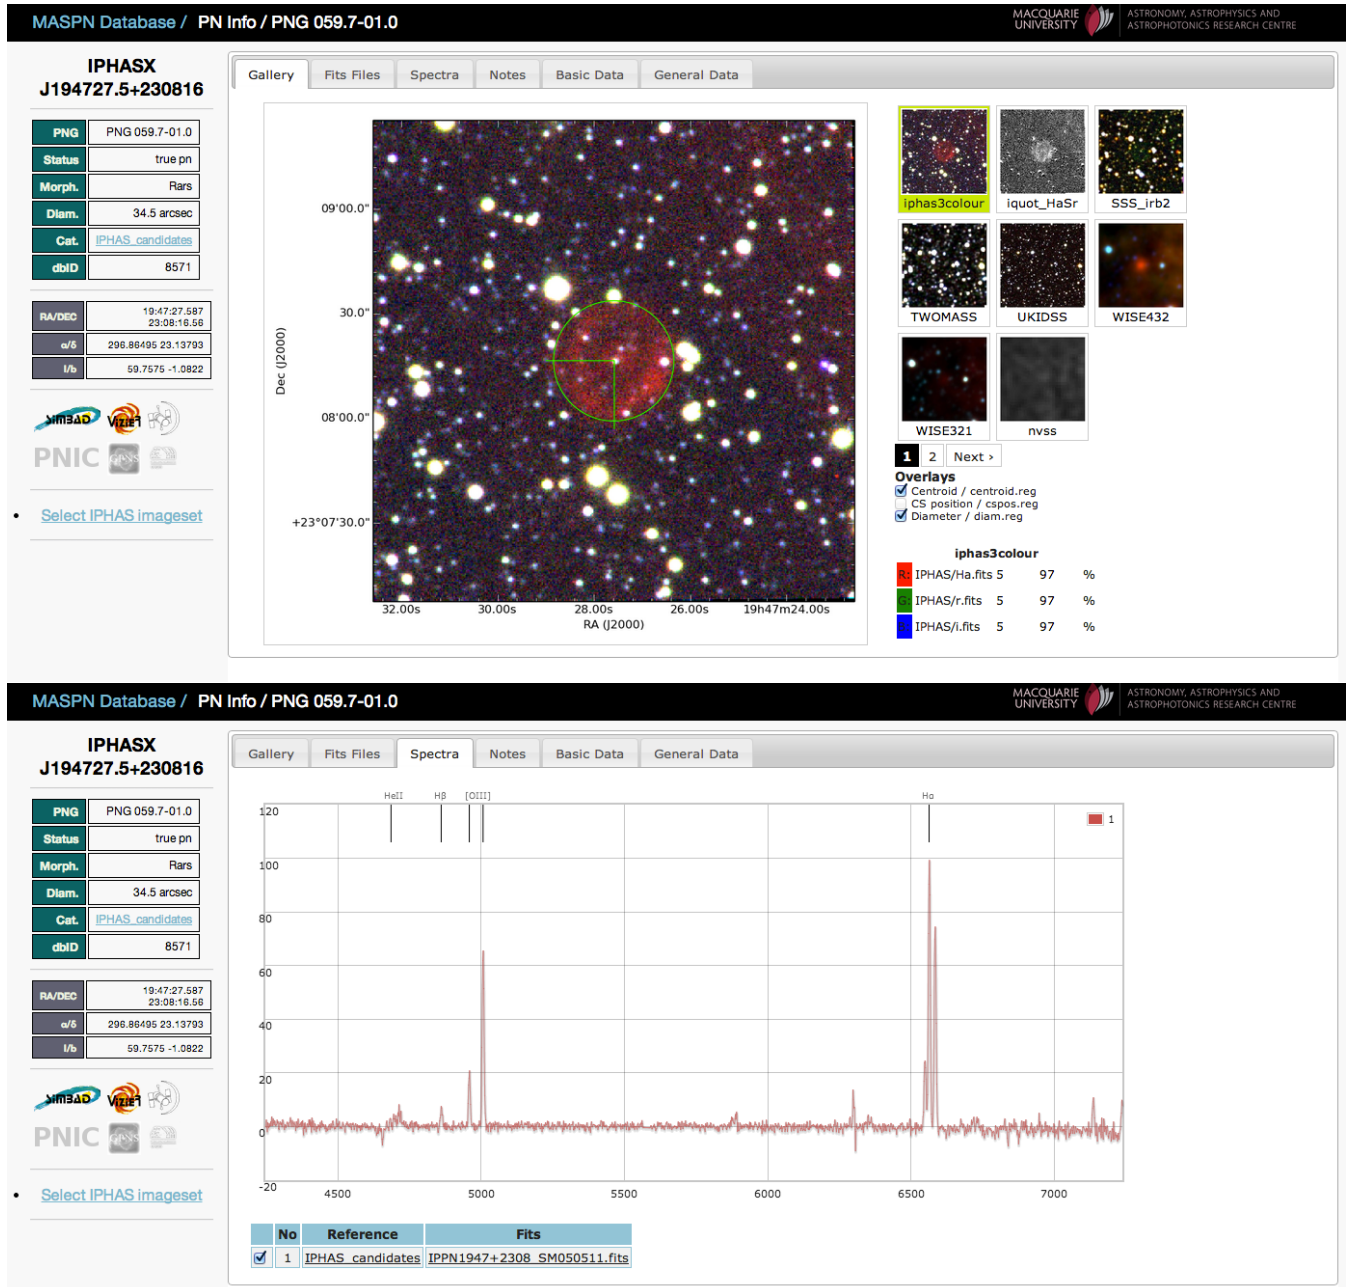 MASPN Database / PN Info / PNG 059.7-01.0
MACQUARIE UNIVERSITY
ASTRONOMY, ASTROPHYSICS AND
ASTROPHOTONICS RESEARCH CENTRE
IPHASX
J194727.5+230816
PNG PNG 059.7-01.0
Status true pn
Morph. Rars
Diam. 34.5 arcsec
Cat. IPHAS_candidates
dbID 8571
RA/DEC 19:47:27.587
23:08:16.56
α/δ 296.86495 23.13793
l/b 59.7575 -1.0822
SIMBAD VizieR
PNIC
Select IPHAS imageset
Gallery Fits Files Spectra Notes Basic Data General Data
09'00.0"
30.0"
08'00.0"
+23°07'30.0"
Dec (J2000)
32.00s 30.00s 28.00s 26.00s 19h47m24.00s
RA (J2000)
iphas3colour iquot_HaSr SSS_irb2
TWOMASS UKIDSS WISE432
WISE321 nvss
1 2 Next ›
Overlays
Centroid / centroid.reg
CS position / cspos.reg
Diameter / diam.reg
iphas3colour
R: IPHAS/Ha.fits 5 97 %
G: IPHAS/r.fits 5 97 %
IPHAS/i.fits 5 97 %
MASPN Database / PN Info / PNG 059.7-01.0
MACQUARIE UNIVERSITY
ASTRONOMY, ASTROPHYSICS AND
ASTROPHOTONICS RESEARCH CENTRE
IPHASX
J194727.5+230816
PNG PNG 059.7-01.0
Status true pn
Morph. Rars
Diam. 34.5 arcsec
Cat. IPHAS_candidates
dbID 8571
RA/DEC 19:47:27.587
23:08:16.56
α/δ 296.86495 23.13793
l/b 59.7575 -1.0822
SIMBAD VizieR
PNIC
Select IPHAS imageset
Gallery Fits Files Spectra Notes Basic Data General Data
HeII Hβ [OIII] Hα
1
120
100
80
60
40
20
0
-20
4500 5000 5500 6000 6500 7000
No Reference Fits
1 IPHAS_candidates IPPN1947+2308_SM050511.fits